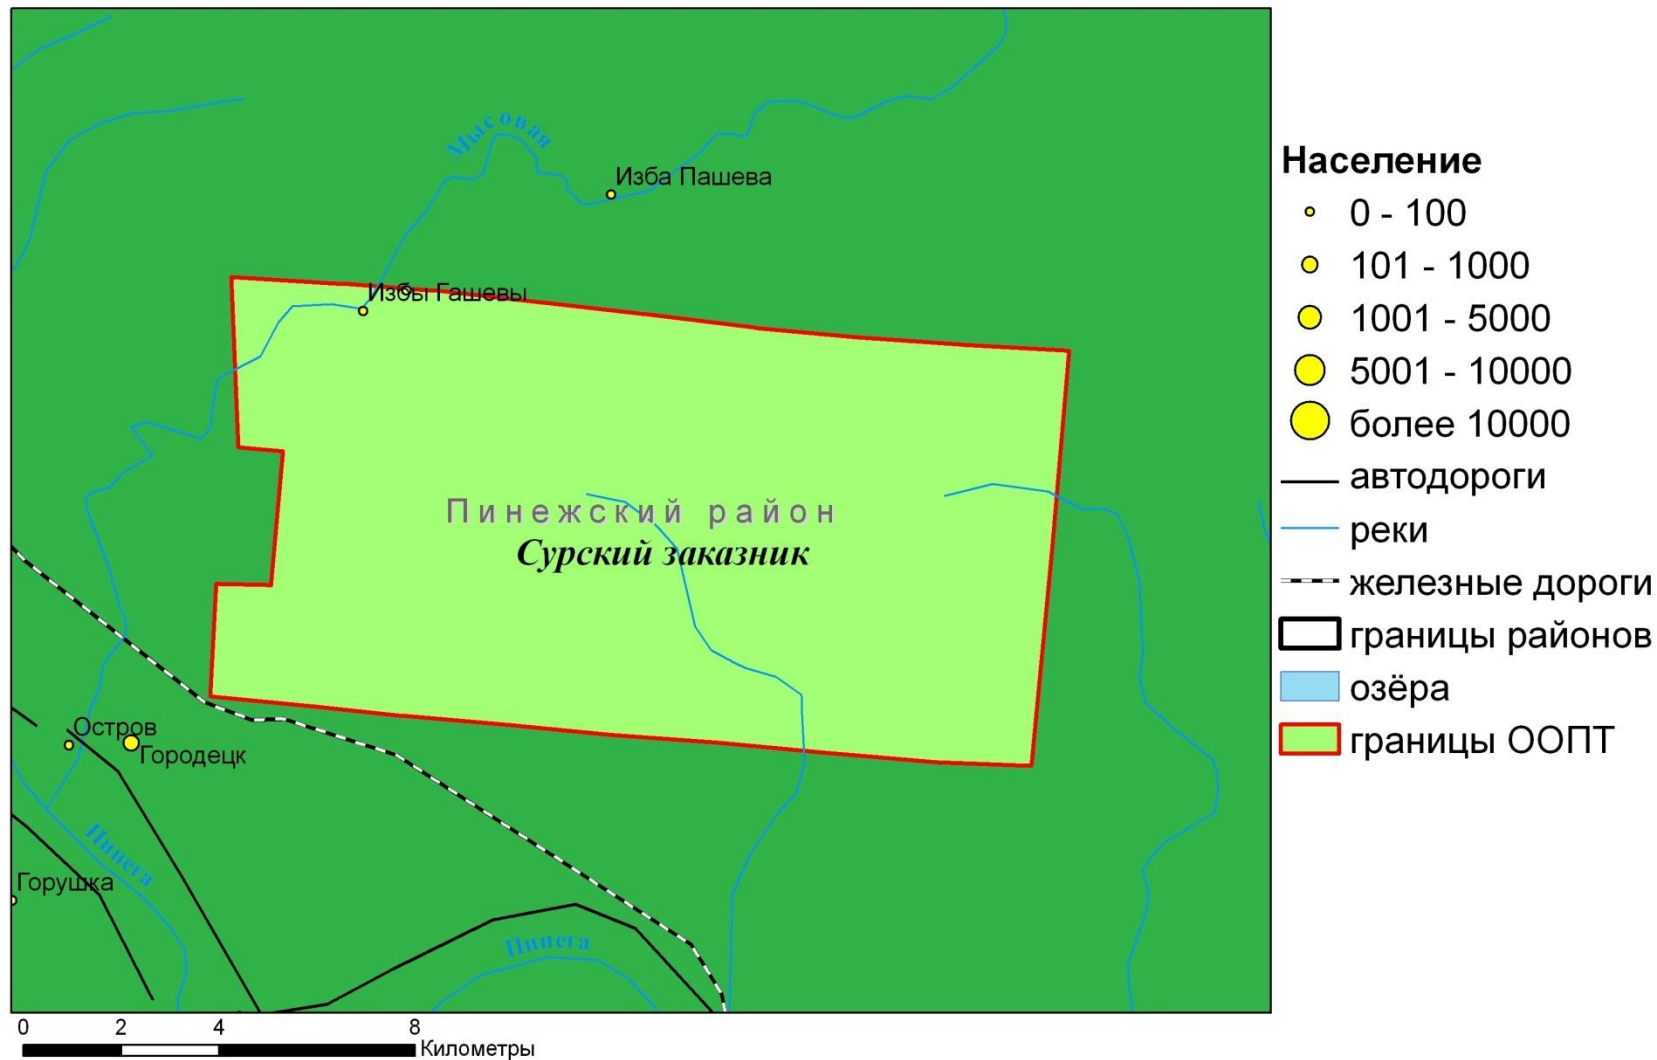 Мысовая
Изба Пашева
Избы Гашевы
Пинежский район
Сурский заказник
Остров
Городецк
Пинега
Горушка
Пинега
0 2 4 8
Километры
Население
0 - 100
101 - 1000
1001 - 5000
5001 - 10000
более 10000
автодороги
реки
железные дороги
границы районов
озёра
границы ООПТ